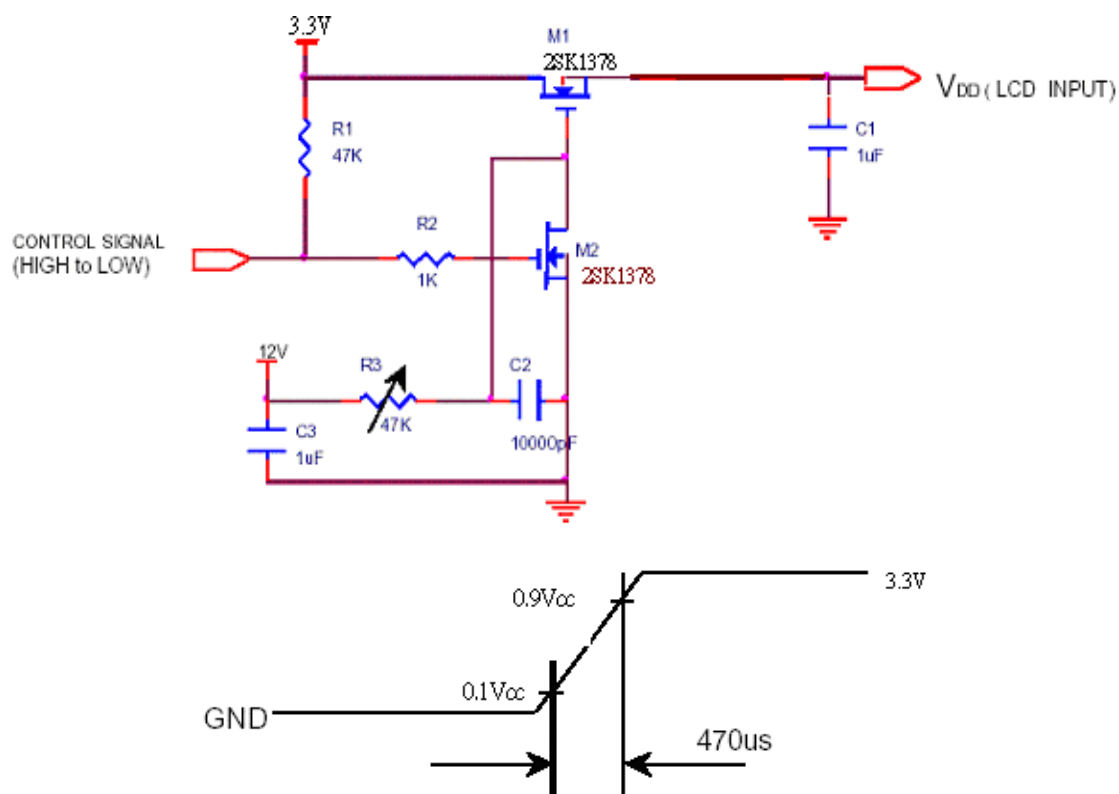 3.3V
M1
2SK1378
VDD ( LCD INPUT)
R1
47K
C1
1uF
R2
1K
CONTROL SIGNAL
(HIGH to LOW)
M2
2SK1378
12V
R3
47K
C2
10000pF
C3
1uF
0.9Vcc
3.3V
0.1Vcc
GND
470us